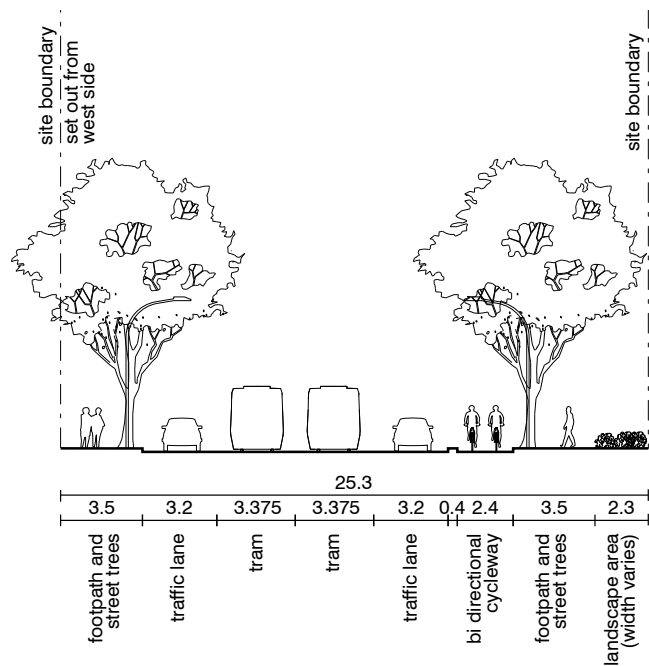 site boundary
set out from
west side
site boundary
25.3
3.5
3.2
3.375
3.375
3.2
0.4
2.4
3.5
2.3
footpath and
street trees
traffic lane
tram
tram
traffic lane
bi directional
cycleway
footpath and
street trees
landscape area
(width varies)